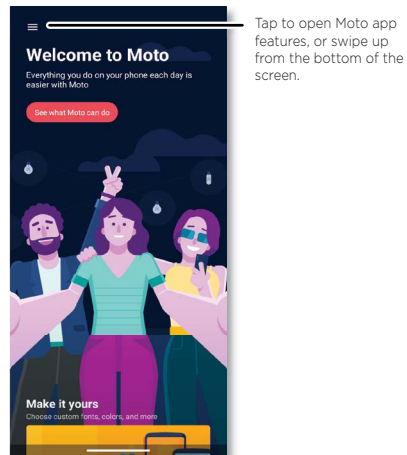 Welcome to Moto
Everything you do on your phone each day is
easier with Moto
See what Moto can do
Make it yours
Choose custom fonts, colors, and more
Tap to open Moto app
features, or swipe up
from the bottom of the
screen.